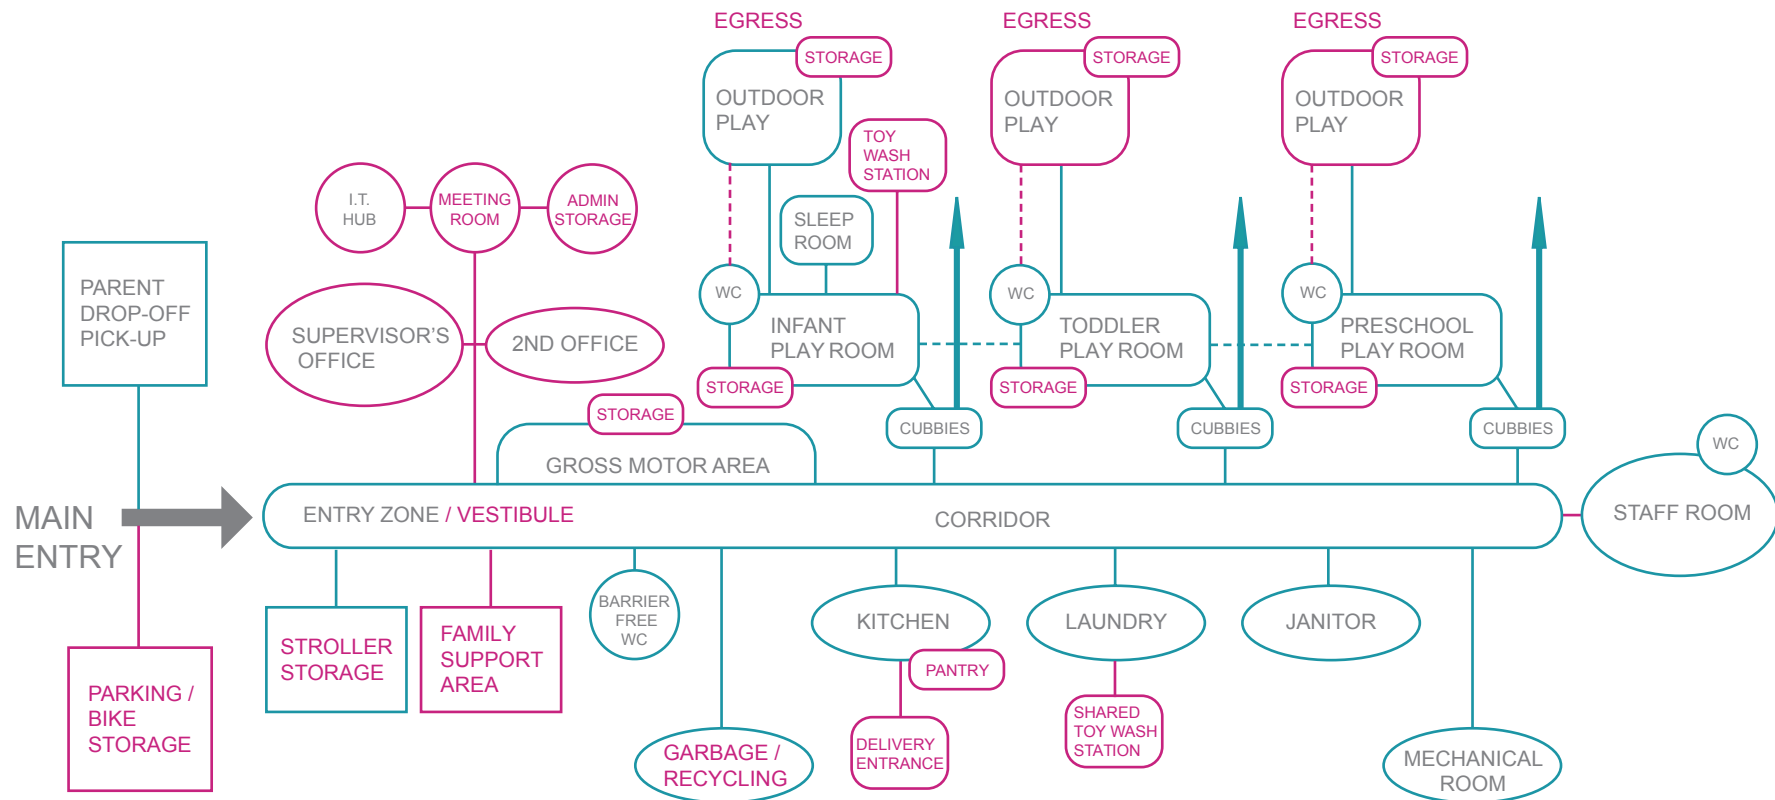 EGRESS
EGRESS
EGRESS
STORAGE
STORAGE
STORAGE
OUTDOOR
PLAY
OUTDOOR
PLAY
OUTDOOR
PLAY
TOY
WASH
STATION
I.T.
HUB
MEETING
ROOM
ADMIN
STORAGE
SLEEP
ROOM
PARENT
DROP-OFF
PICK-UP
WC
WC
WC
SUPERVISOR'S
OFFICE
2ND OFFICE
INFANT
PLAY ROOM
TODDLER
PLAY ROOM
PRESCHOOL
PLAY ROOM
STORAGE
STORAGE
STORAGE
STORAGE
CUBBIES
CUBBIES
CUBBIES
WC
GROSS MOTOR AREA
MAIN
ENTRY
ENTRY ZONE / VESTIBULE
CORRIDOR
STAFF ROOM
STROLLER
STORAGE
FAMILY
SUPPORT
AREA
BARRIER
FREE
WC
KITCHEN
LAUNDRY
JANITOR
PANTRY
PARKING /
BIKE
STORAGE
GARBAGE /
RECYCLING
DELIVERY
ENTRANCE
SHARED
TOY WASH
STATION
MECHANICAL
ROOM